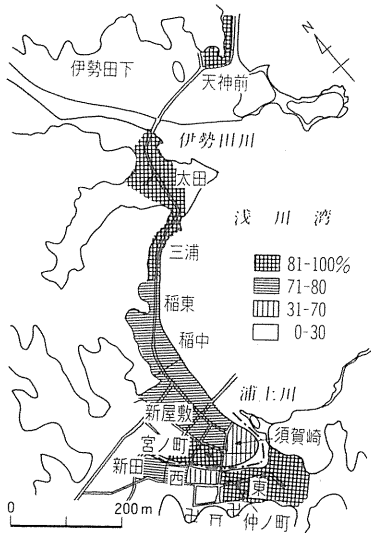 N
伊勢田下
天神前
伊勢田川
太田
浅川湾
三浦
81-100%
71-80
31-70
0-30
稲東
稲中
浦上川
新屋敷
須賀崎
宮ノ町
新田
西
東
0 200m
仲ノ町